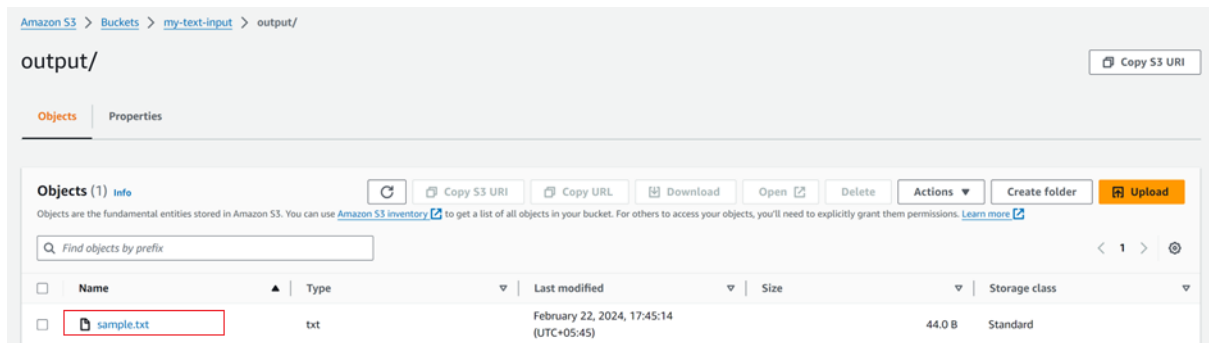 Amazon S3 > Buckets > my-text-input > output/
output/
Copy S3 URI
Objects Properties
Objects (1) Info
Copy S3 URI Copy URL Download Open Delete Actions ▼ Create folder Upload
Objects are the fundamental entities stored in Amazon S3. You can use Amazon S3 inventory to get a list of all objects in your bucket. For others to access your objects, you'll need to explicitly grant them permissions. Learn more
Find objects by prefix
< 1 >
Name Type Last modified Size Storage class
sample.txt txt February 22, 2024, 17:45:14 (UTC+05:45) 44.0 B Standard